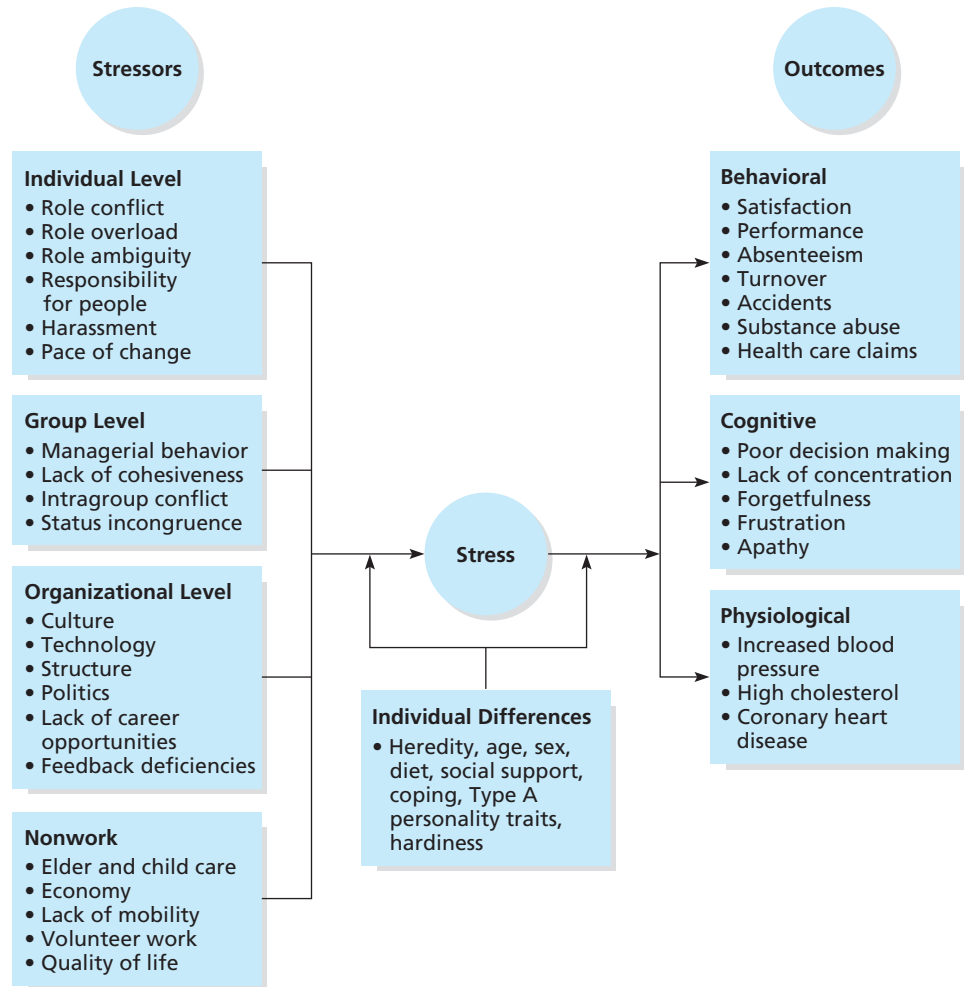 Stressors
Individual Level
• Role conflict
• Role overload
• Role ambiguity
• Responsibility
for people
• Harassment
• Pace of change
Group Level
• Managerial behavior
• Lack of cohesiveness
• Intragroup conflict
• Status incongruence
Organizational Level
• Culture
• Technology
• Structure
• Politics
• Lack of career
opportunities
• Feedback deficiencies
Nonwork
• Elder and child care
• Economy
• Lack of mobility
• Volunteer work
• Quality of life
Stress
Individual Differences
• Heredity, age, sex,
diet, social support,
coping, Type A
personality traits,
hardiness
Outcomes
Behavioral
• Satisfaction
• Performance
• Absenteeism
• Turnover
• Accidents
• Substance abuse
• Health care claims
Cognitive
• Poor decision making
• Lack of concentration
• Forgetfulness
• Frustration
• Apathy
Physiological
• Increased blood
pressure
• High cholesterol
• Coronary heart
disease